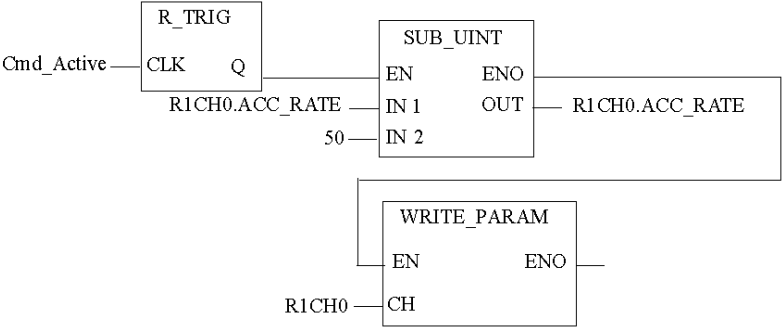 R_TRIG
Cmd_Active CLK Q
SUB_UINT
EN ENO
R1CH0.ACC_RATE IN 1 OUT R1CH0.ACC_RATE
50 IN 2
WRITE_PARAM
EN ENO
R1CH0 CH